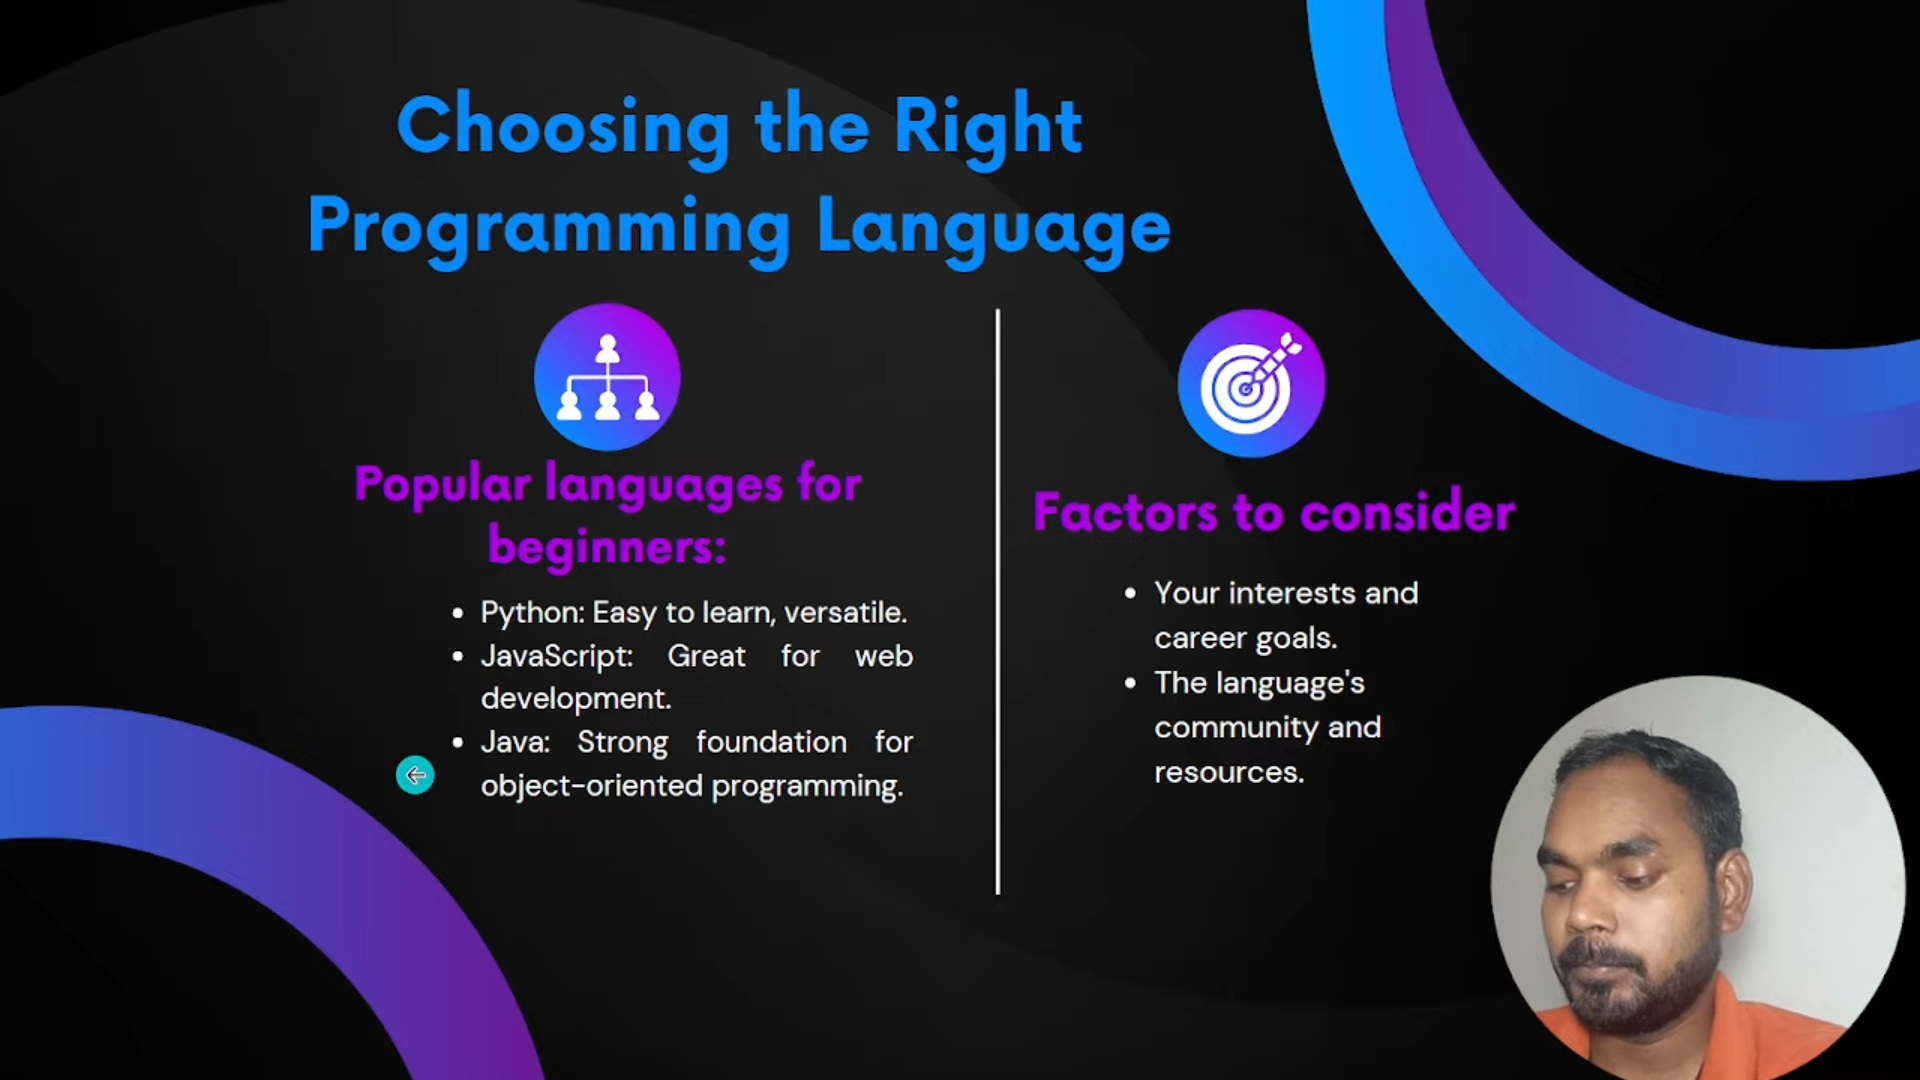 Choosing the Right
Programming Language
Popular languages for
beginners:
• Python: Easy to learn, versatile.
• JavaScript: Great for web
development.
• Java: Strong foundation for
object-oriented programming.
Factors to consider
• Your interests and
career goals.
• The language's
community and
resources.